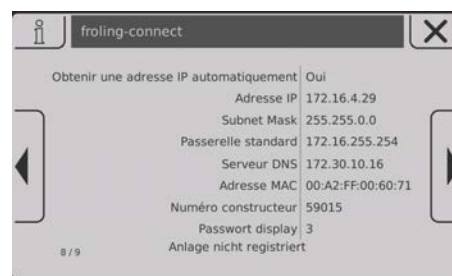 froling-connect
Obtenir une adresse IP automatiquement Oui
Adresse IP 172.16.4.29
Subnet Mask 255.255.0.0
Passerelle standard 172.16.255.254
Serveur DNS 172.30.10.16
Adresse MAC 00:A2:FF:00:60:71
Numéro constructeur 59015
Passwort display 3
Anlage nicht registriert
8 / 9